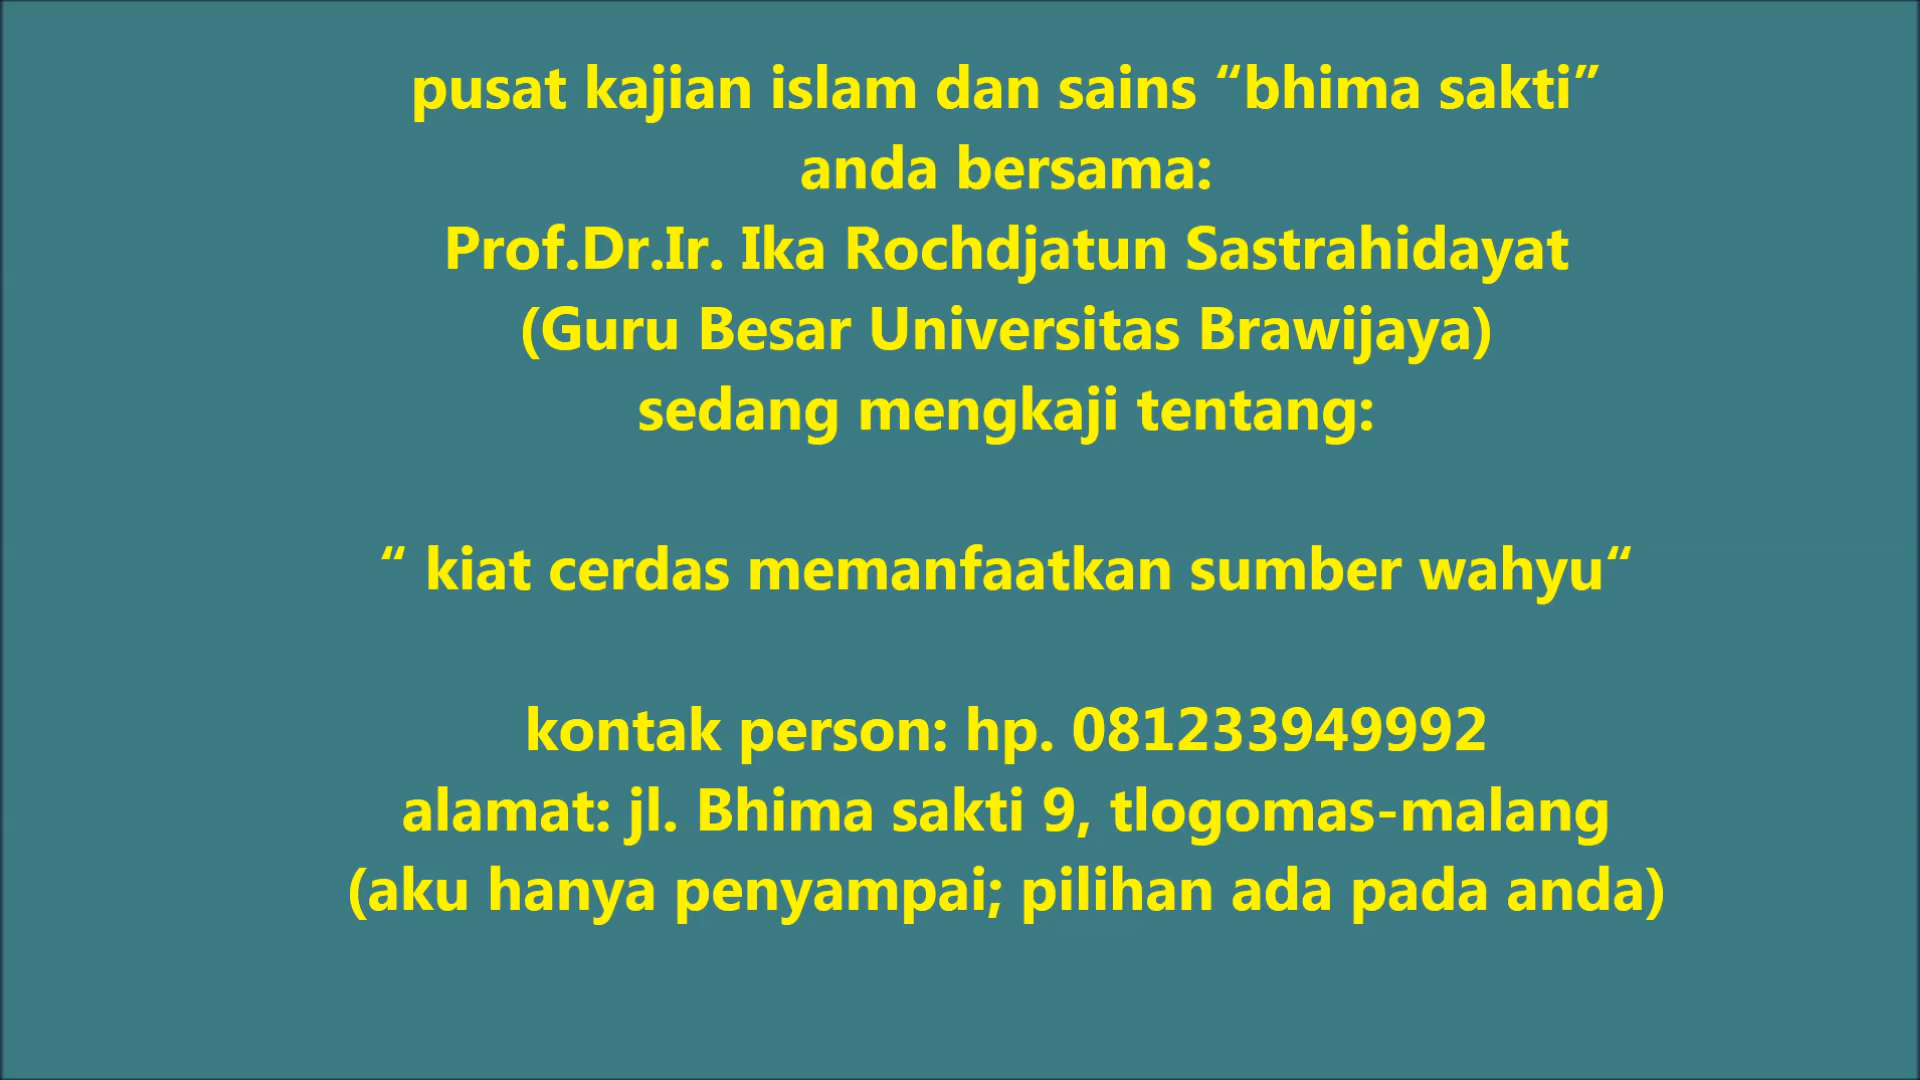 pusat kajian islam dan sains “bhima sakti”
anda bersama:
Prof.Dr.Ir. Ika Rochdjatun Sastrahidayat
(Guru Besar Universitas Brawijaya)
sedang mengkaji tentang:
“ kiat cerdas memanfaatkan sumber wahyu“
kontak person: hp. 081233949992
alamat: jl. Bhima sakti 9, tlogomas-malang
(aku hanya penyampai; pilihan ada pada anda)